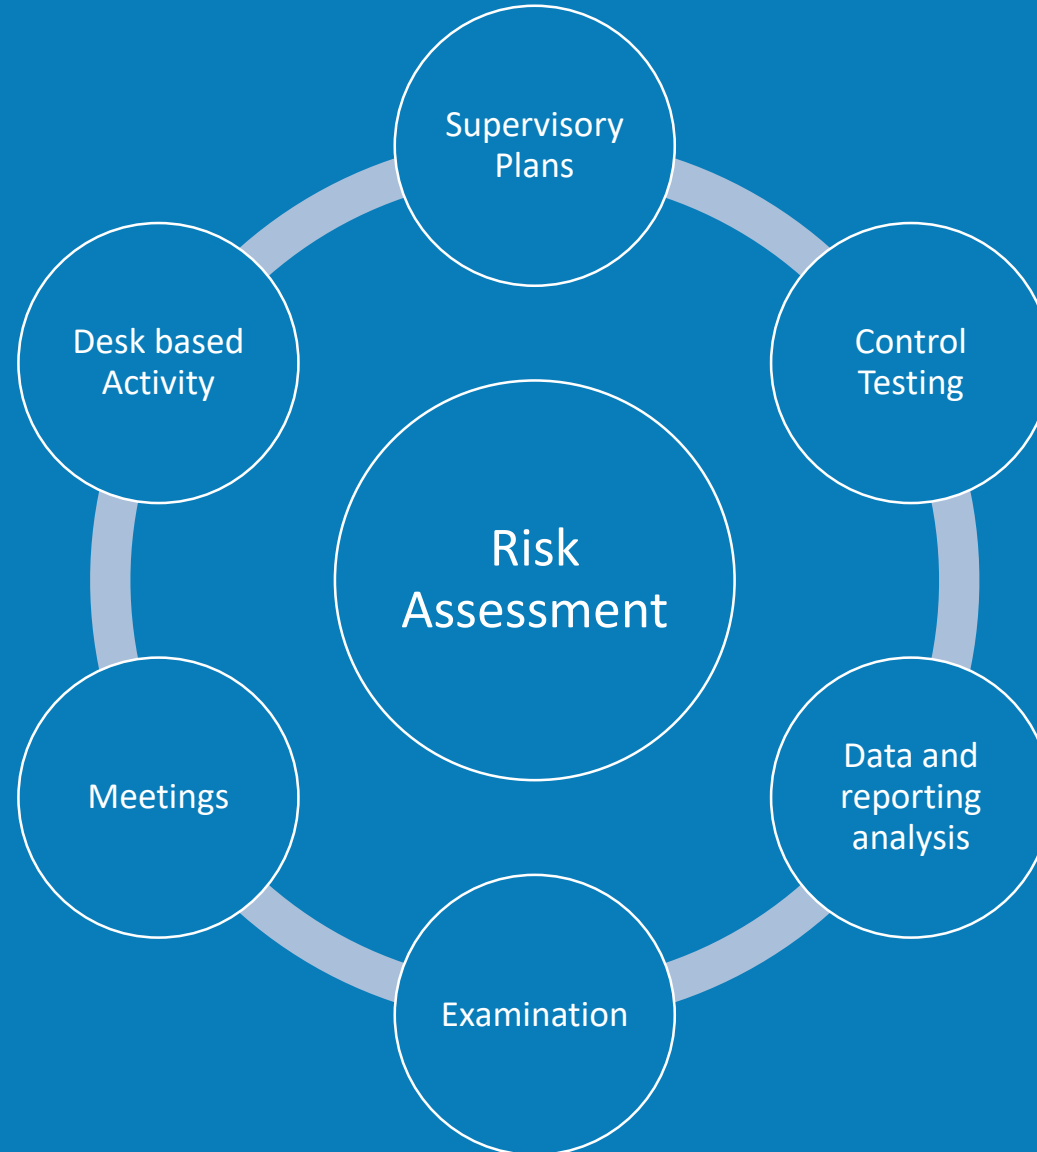 Supervisory
Plans
Control
Testing
Data and
reporting
analysis
Examination
Meetings
Desk based
Activity
Risk
Assessment